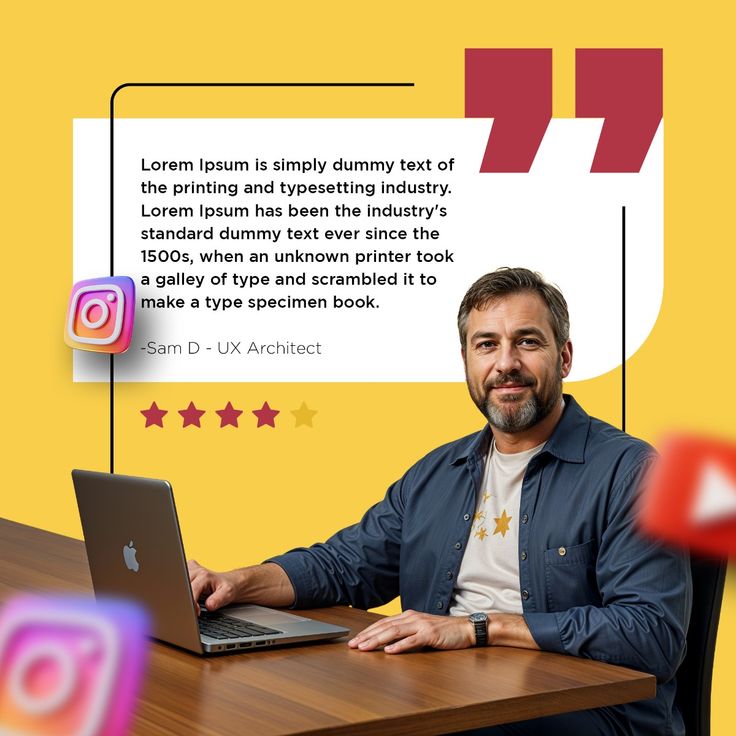 Lorem Ipsum is simply dummy text of
the printing and typesetting industry.
Lorem Ipsum has been the industry's
standard dummy text ever since the
1500s, when an unknown printer took
a galley of type and scrambled it to
make a type specimen book.
-Sam D - UX Architect